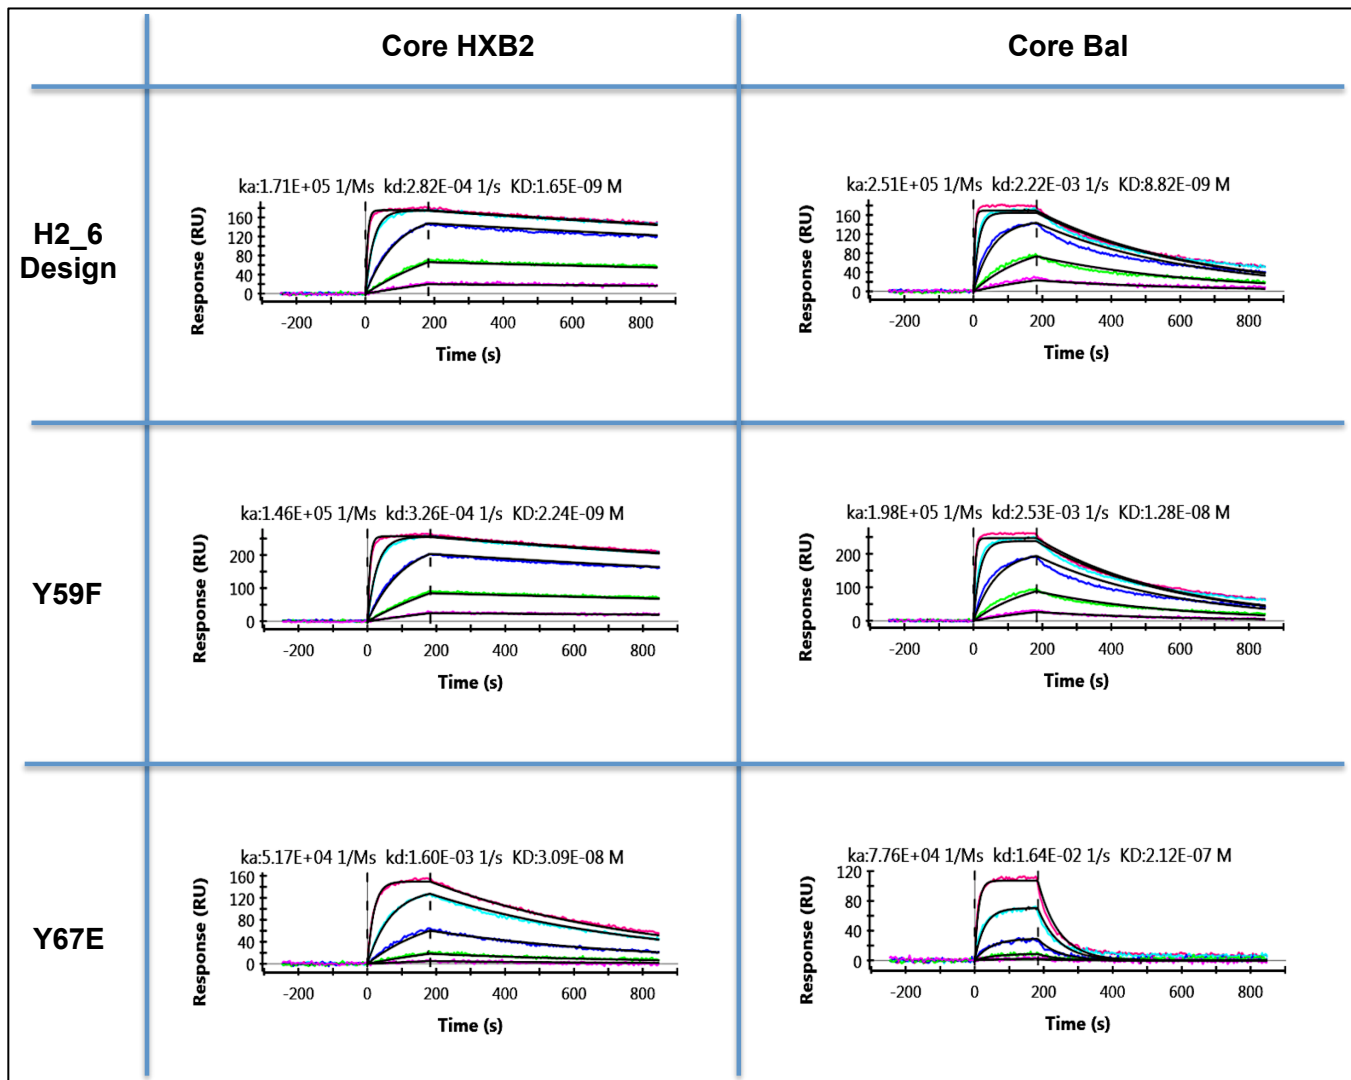 Core HXB2
Core Bal
H2_6
Design
ka:1.71E+05 1/Ms kd:2.82E-04 1/s KD:1.65E-09 M
Response (RU)
160
120
80
40
0
-200 0 200 400 600 800
Time (s)
ka:2.51E+05 1/Ms kd:2.22E-03 1/s KD:8.82E-09 M
Response (RU)
160
120
80
40
0
-200 0 200 400 600 800
Time (s)
Y59F
ka:1.46E+05 1/Ms kd:3.26E-04 1/s KD:2.24E-09 M
Response (RU)
200
100
0
-200 0 200 400 600 800
Time (s)
ka:1.98E+05 1/Ms kd:2.53E-03 1/s KD:1.28E-08 M
Response (RU)
200
100
0
-200 0 200 400 600 800
Time (s)
Y67E
ka:5.17E+04 1/Ms kd:1.60E-03 1/s KD:3.09E-08 M
Response (RU)
160
120
80
40
0
-200 0 200 400 600 800
Time (s)
ka:7.76E+04 1/Ms kd:1.64E-02 1/s KD:2.12E-07 M
Response (RU)
120
80
40
0
-200 0 200 400 600 800
Time (s)